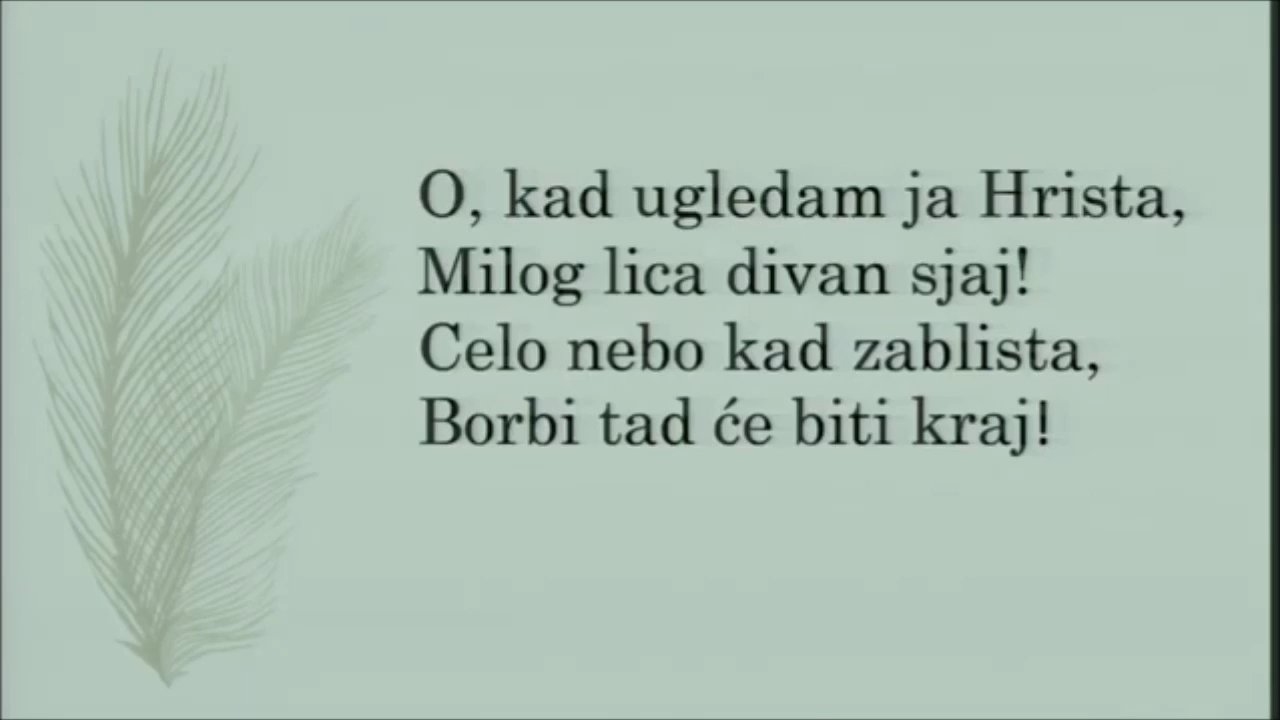 O, kad ugledam ja Hrista,
Milog lica divan sjaj!
Celo nebo kad zablista,
Borbi tad će biti kraj!